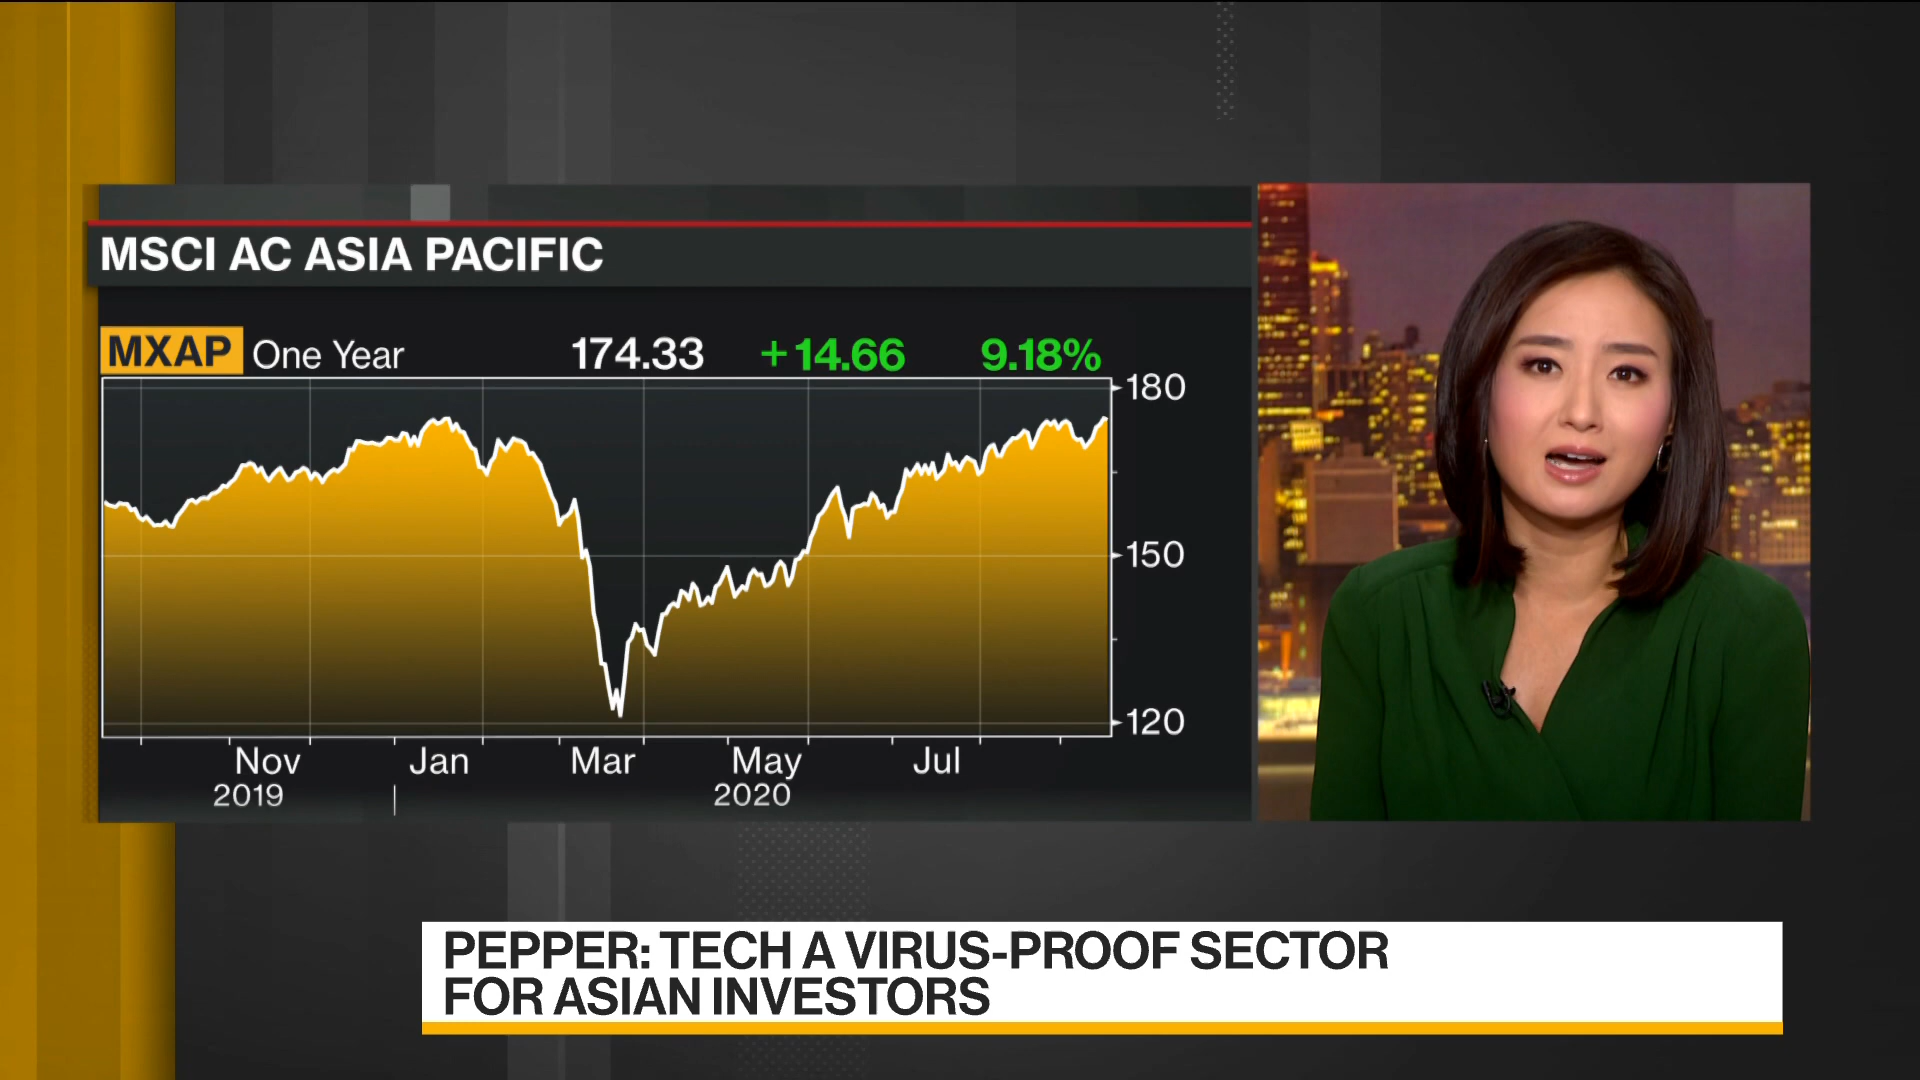 MSCI AC ASIA PACIFIC
MXAP One Year 174.33 +14.66 9.18%
180
150
120
Nov Jan Mar May Jul
2019 2020
PEPPER: TECH A VIRUS-PROOF SECTOR
FOR ASIAN INVESTORS